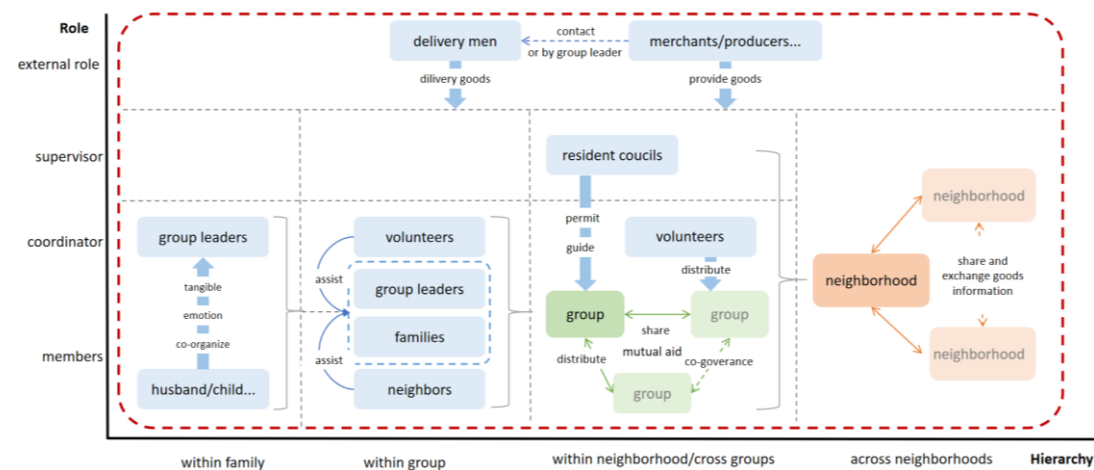 Role
external role
delivery men
contact
or by group leader
merchants/producers...
dilivery goods
provide goods
supervisor
resident coucils
permit
guide
coordinator
group leaders
volunteers
volunteers
distribute
tangible
emotion
co-organize
assist
group leaders
families
assist
members
husband/child...
neighbors
group
share
mutual aid
group
distribute
co-goverance
group
neighborhood
neighborhood
share and
exchange goods
information
neighborhood
within family
within group
within neighborhood/cross groups
across neighborhoods
Hierarchy